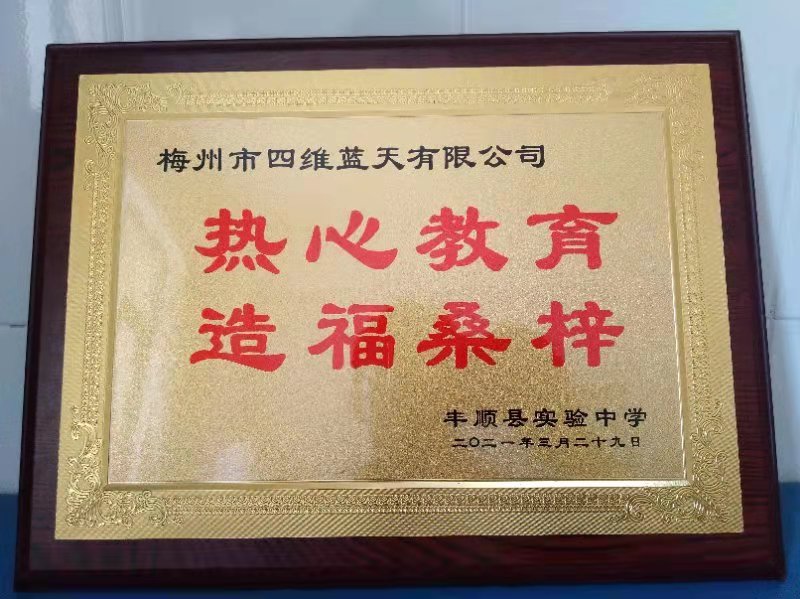 梅州市四维蓝天有限公司
热心教育
造福桑梓
丰顺县实验中学
二〇二一年三月二十九日